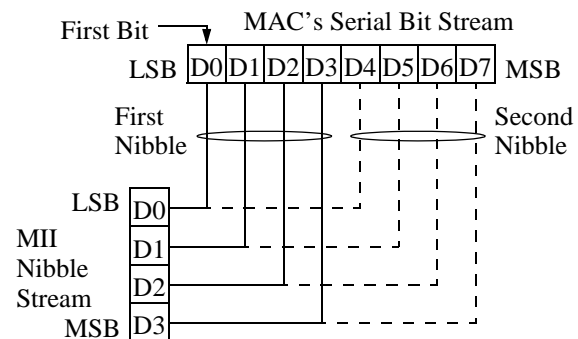 MAC's Serial Bit Stream
First Bit
LSB D0 D1 D2 D3 D4 D5 D6 D7 MSB
First
Nibble
Second
Nibble
LSB D0
D1
MII
Nibble
Stream
D2
MSB D3